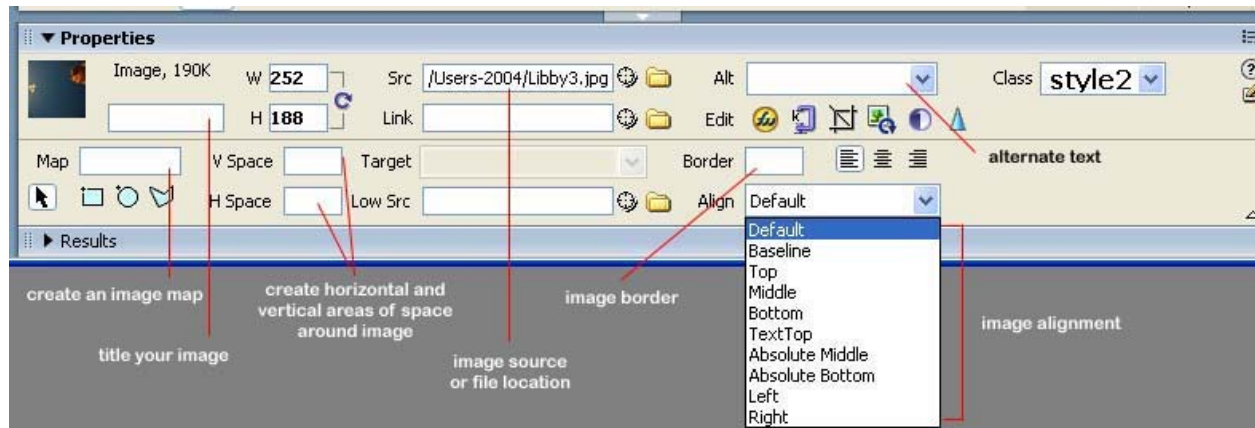 Properties
Image, 190K
W 252
Src /Users-2004/Libby3.jpg
Alt
Class style2
H 188
Link
Edit
Map
V Space
Target
Border
alternate text
H Space
Low Src
Align Default
Results
Default
Baseline
Top
Middle
Bottom
TextTop
Absolute Middle
Absolute Bottom
Left
Right
create an image map
title your image
create horizontal and
vertical areas of space
around image
image source
or file location
image border
image alignment